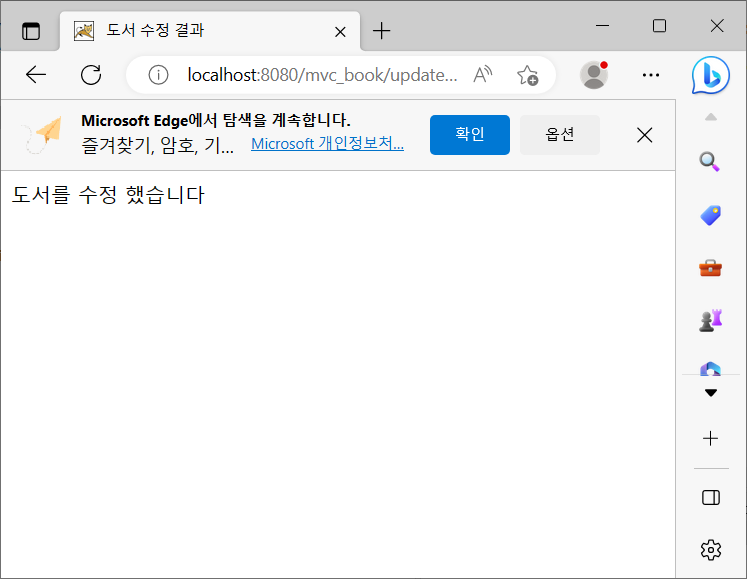 도서 수정 결과
localhost:8080/mvc_book/update...
Microsoft Edge에서 탐색을 계속합니다.
즐겨찾기, 암호, 기... Microsoft 개인정보처...
확인
옵션
도서를 수정 했습니다